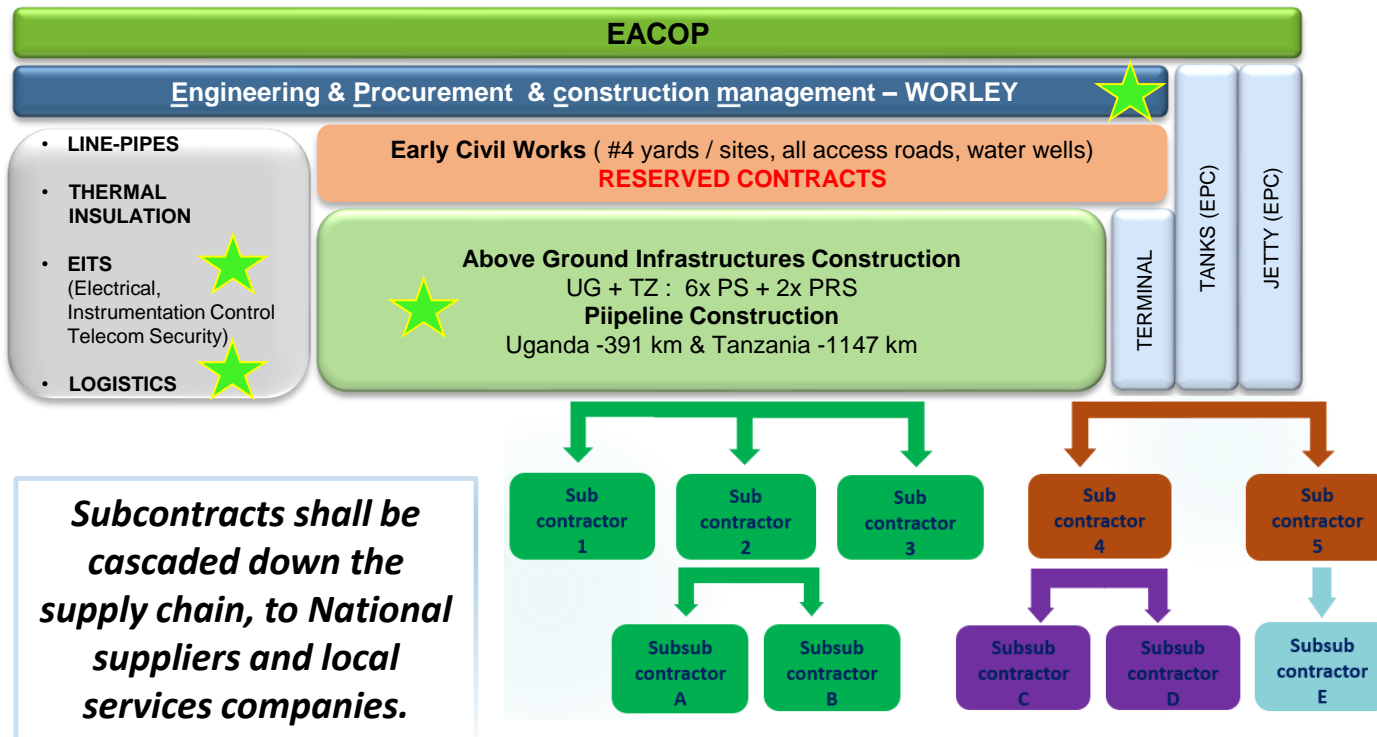 EACOP
Engineering & Procurement & construction management – WORLEY
• LINE-PIPES
• THERMAL
INSULATION
• EITS
(Electrical,
Instrumentation Control
Telecom Security)
• LOGISTICS
Early Civil Works ( #4 yards / sites, all access roads, water wells)
RESERVED CONTRACTS
Above Ground Infrastructures Construction
UG + TZ : 6x PS + 2x PRS
Piipeline Construction
Uganda -391 km & Tanzania -1147 km
TERMINAL
TANKS (EPC)
JETTY (EPC)
Subcontracts shall be
cascaded down the
supply chain, to National
suppliers and local
services companies.
Sub
contractor
1
Sub
contractor
2
Sub
contractor
3
Sub
contractor
4
Sub
contractor
5
Subsub
contractor
A
Subsub
contractor
B
Subsub
contractor
C
Subsub
contractor
D
Subsub
contractor
E